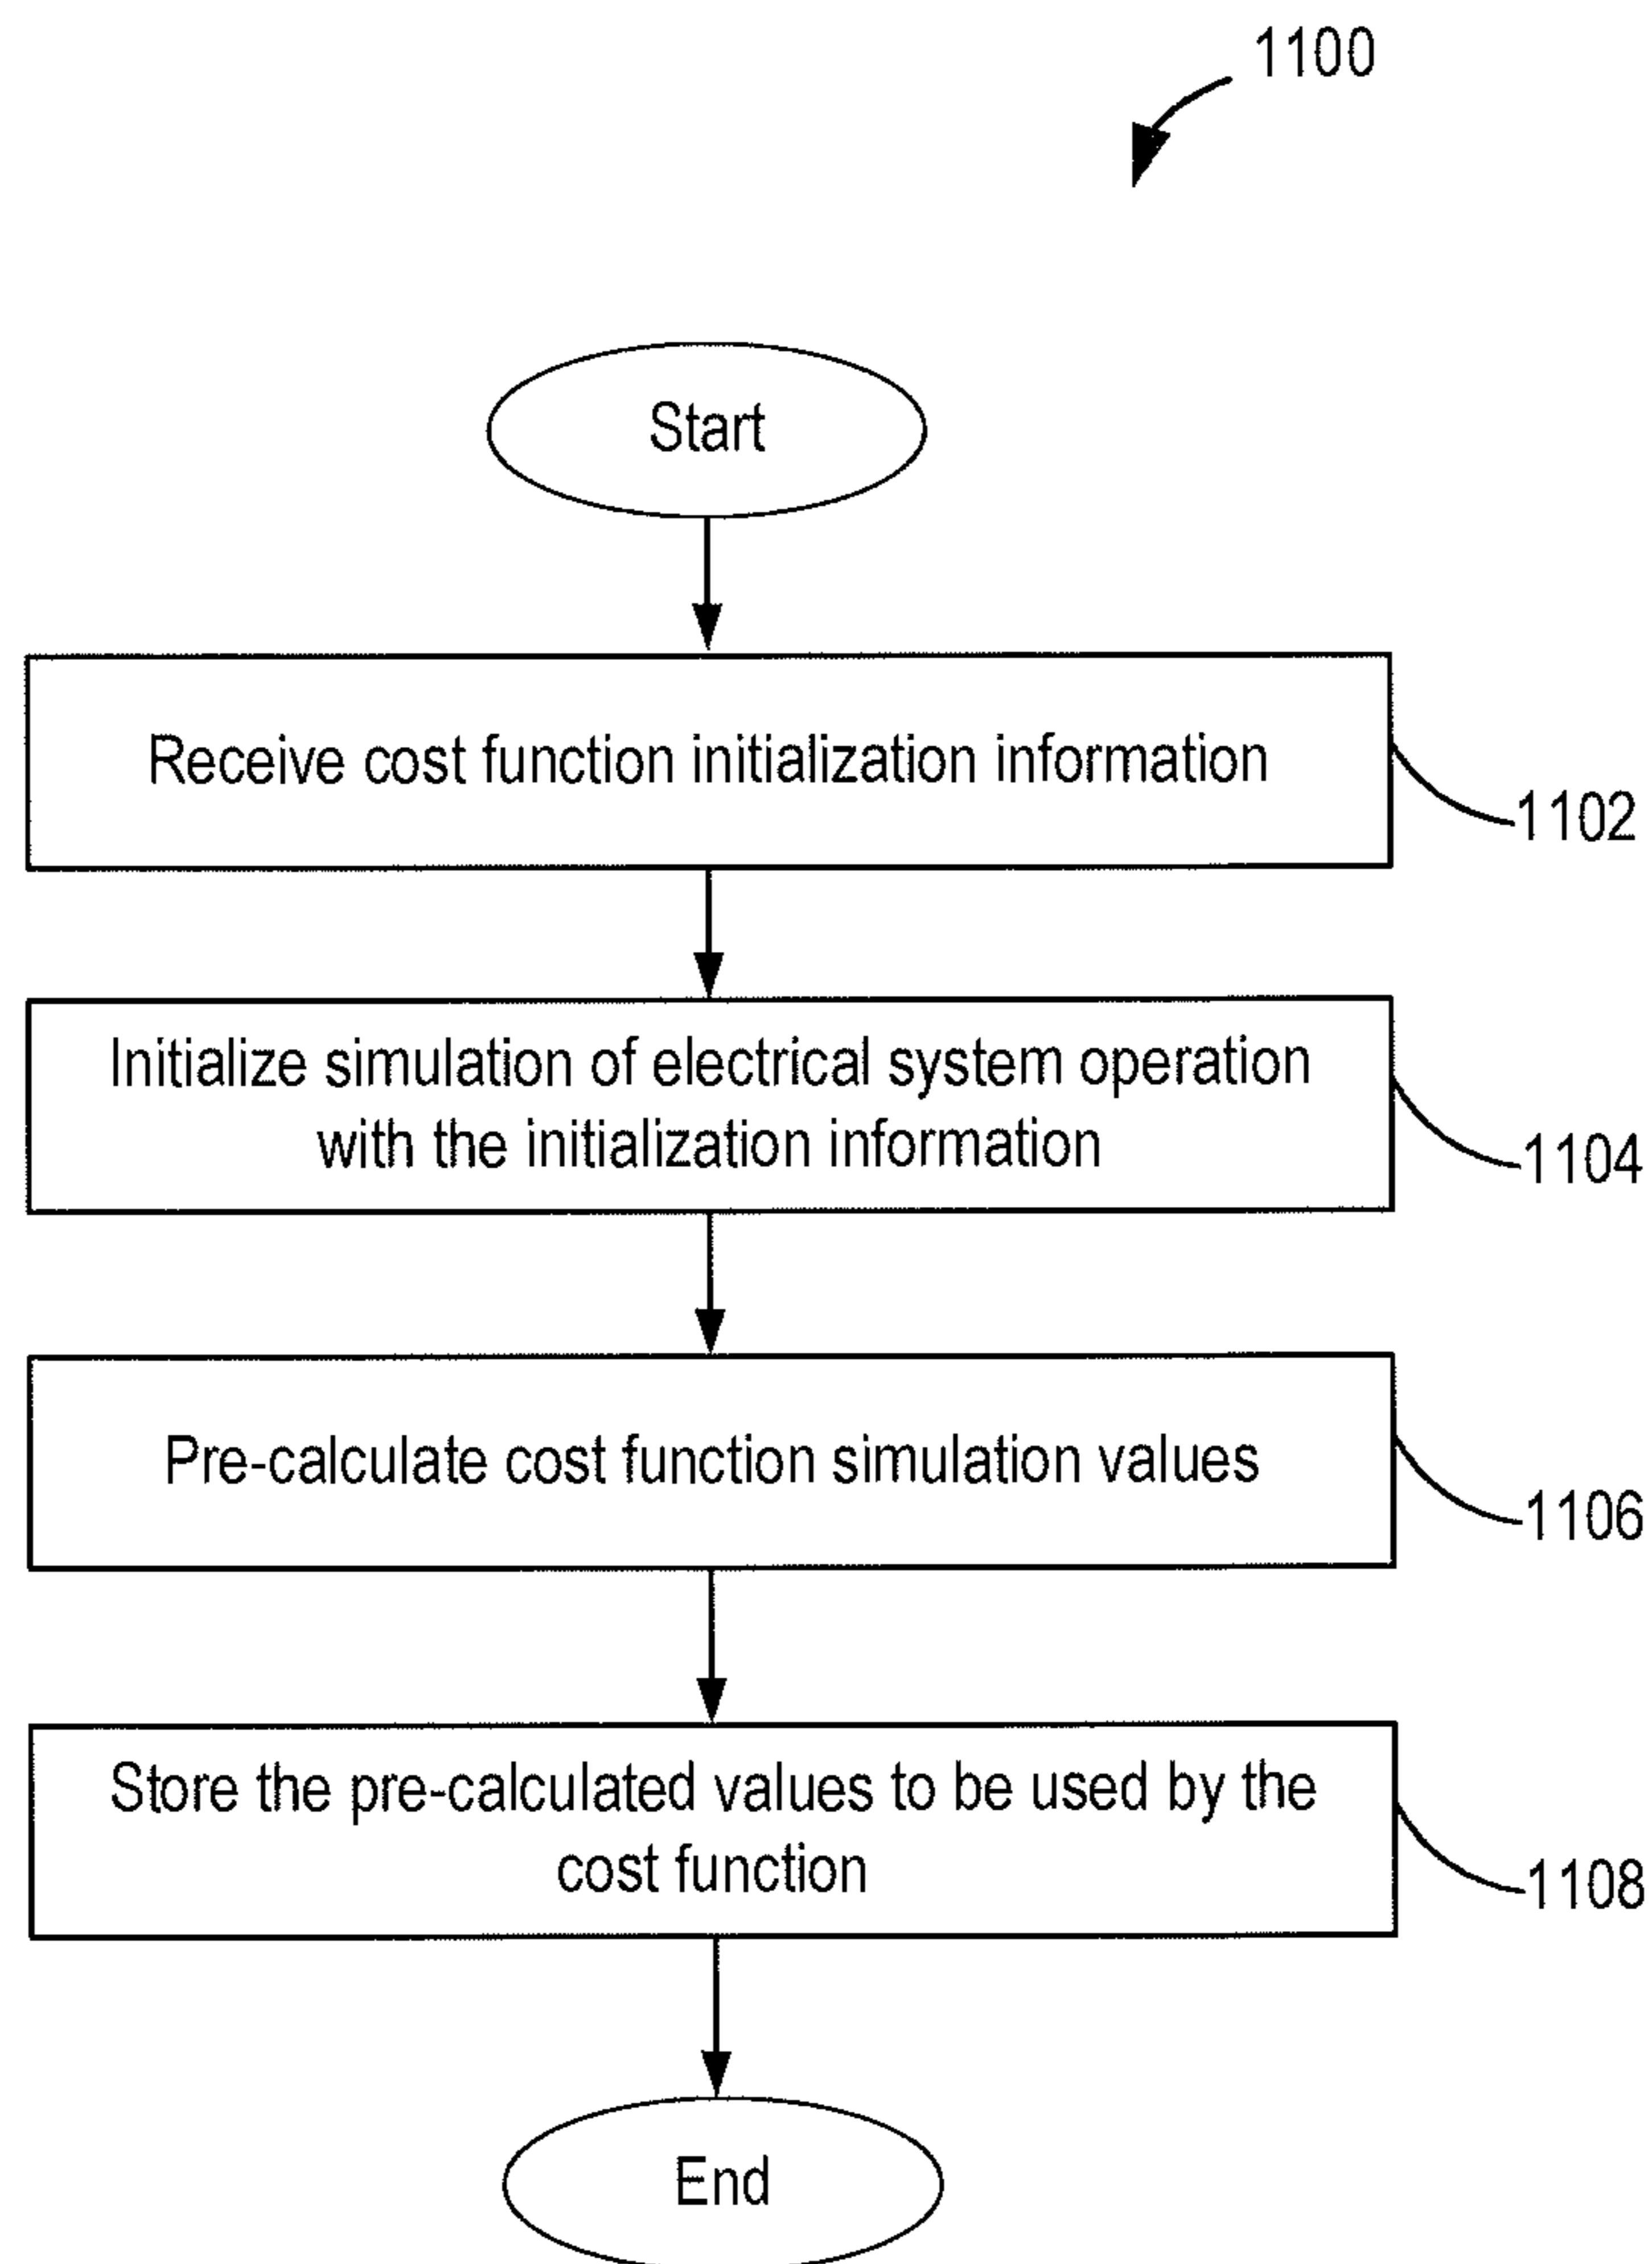 1100
Start
Receive cost function initialization information
1102
Initialize simulation of electrical system operation
with the initialization information
1104
Pre-calculate cost function simulation values
1106
Store the pre-calculated values to be used by the
cost function
1108
End